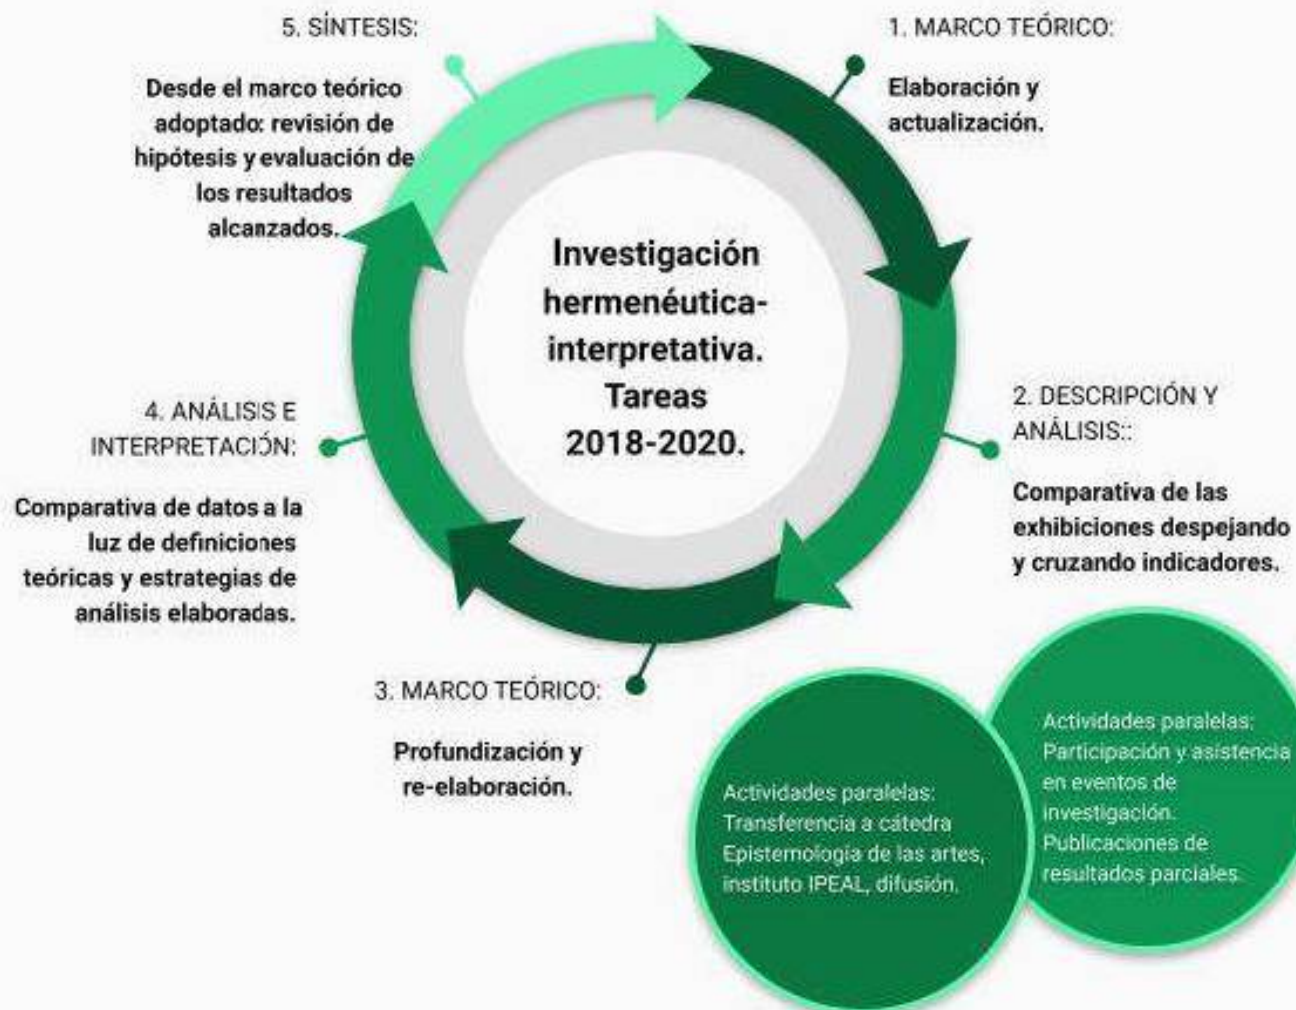 5. SÍNTESIS:
Desde el marco teórico
adoptado: revisión de
hipótesis y evaluación de
los resultados
alcanzados.
1. MARCO TEÓRICO:
Elaboración y
actualización.
Investigación
hermenéutica-
interpretativa.
Tareas
2018-2020.
2. DESCRIPCIÓN Y
ANÁLISIS::
Comparativa de las
exhibiciones despejando
y cruzando indicadores.
4. ANÁLISIS E
INTERPRETACIÓN:
Comparativa de datos a la
luz de definiciones
teóricas y estrategias de
análisis elaboradas.
3. MARCO TEÓRICO:
Profundización y
re-elaboración.
Actividades paralelas:
Transferencia a cátedra
Epistemología de las artes,
instituto IPEAL, difusión.
Actividades paralelas:
Participación y asistencia
en eventos de
investigación.
Publicaciones de
resultados parciales.